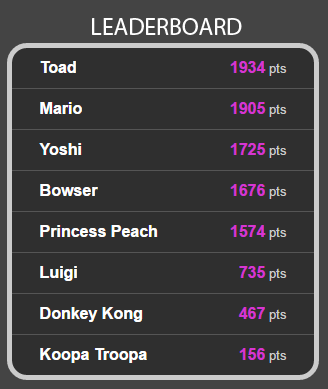 LEADERBOARD
Toad 1934 pts
Mario 1905 pts
Yoshi 1725 pts
Bowser 1676 pts
Princess Peach 1574 pts
Luigi 735 pts
Donkey Kong 467 pts
Koopa Troopa 156 pts